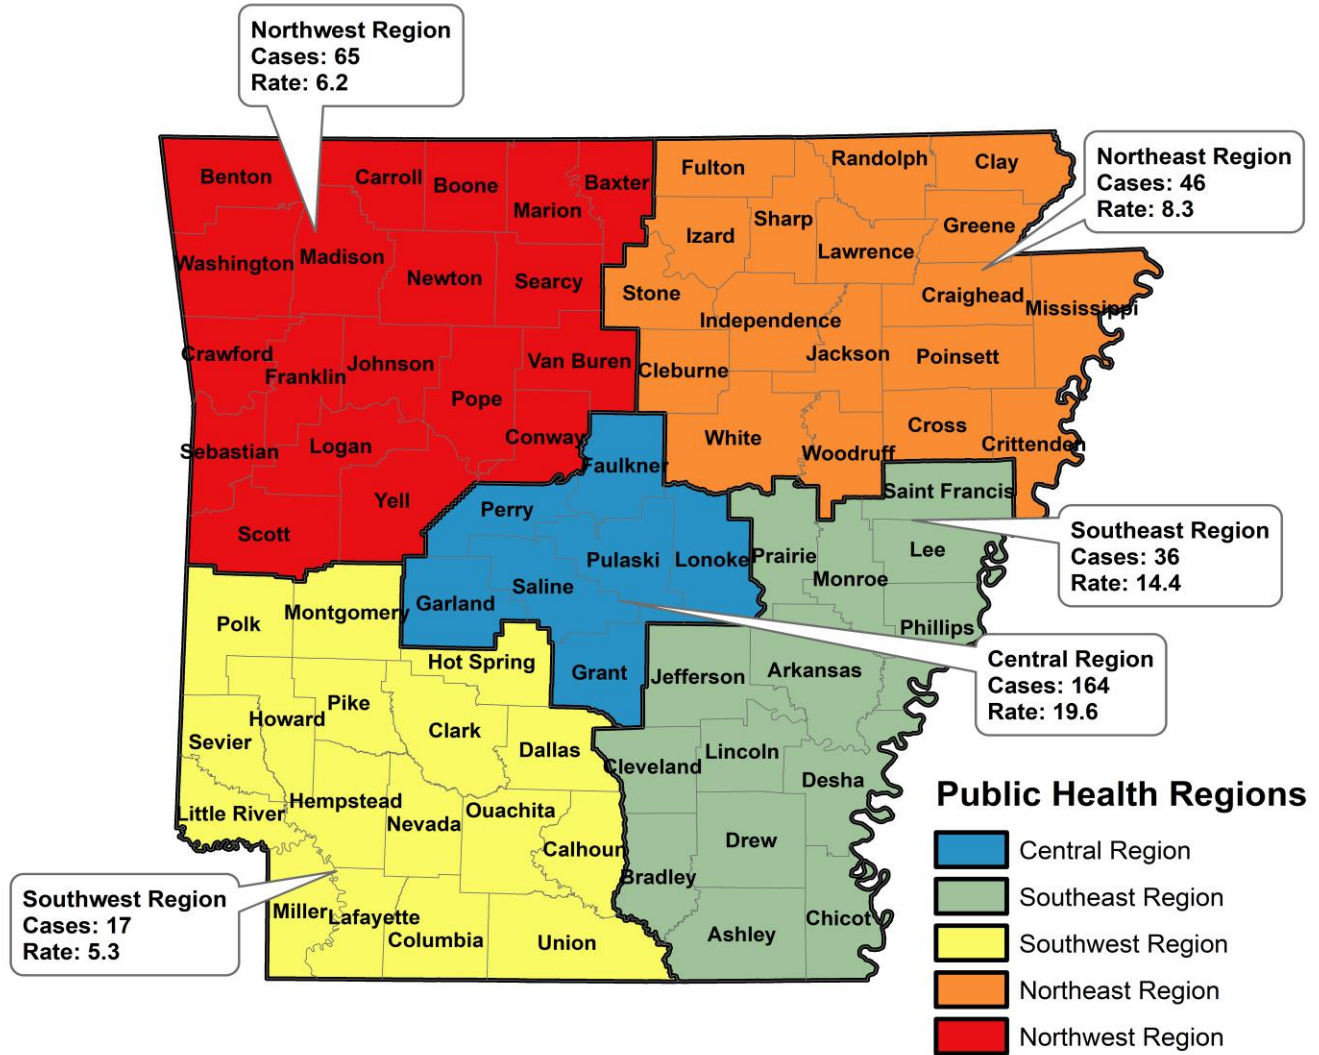 Northwest Region
Cases: 65
Rate: 6.2
Northeast Region
Cases: 46
Rate: 8.3
Benton
Carroll
Boone
Marion
Baxter
Fulton
Randolph
Clay
Washington
Madison
Newton
Searcy
Izard
Sharp
Lawrence
Greene
Stone
Independence
Craighead
Mississippi
Crawford
Franklin
Johnson
Pope
Van Buren
Cleburne
Jackson
Poinsett
Sebastian
Logan
Conway
White
Woodruff
Cross
Crittenden
Scott
Yell
Faulkner
Perry
Pulaski
Lonoke
Saline
Garland
Grant
Saint Francis
Prairie
Monroe
Lee
Phillips
Southeast Region
Cases: 36
Rate: 14.4
Central Region
Cases: 164
Rate: 19.6
Polk
Montgomery
Hot Spring
Jefferson
Arkansas
Howard
Pike
Clark
Dallas
Sevier
Cleveland
Lincoln
Desha
Little River
Hempstead
Nevada
Ouachita
Calhoun
Drew
Bradley
Miller
Lafayette
Columbia
Union
Ashley
Chicot
Southwest Region
Cases: 17
Rate: 5.3
Public Health Regions
Central Region
Southeast Region
Southwest Region
Northeast Region
Northwest Region